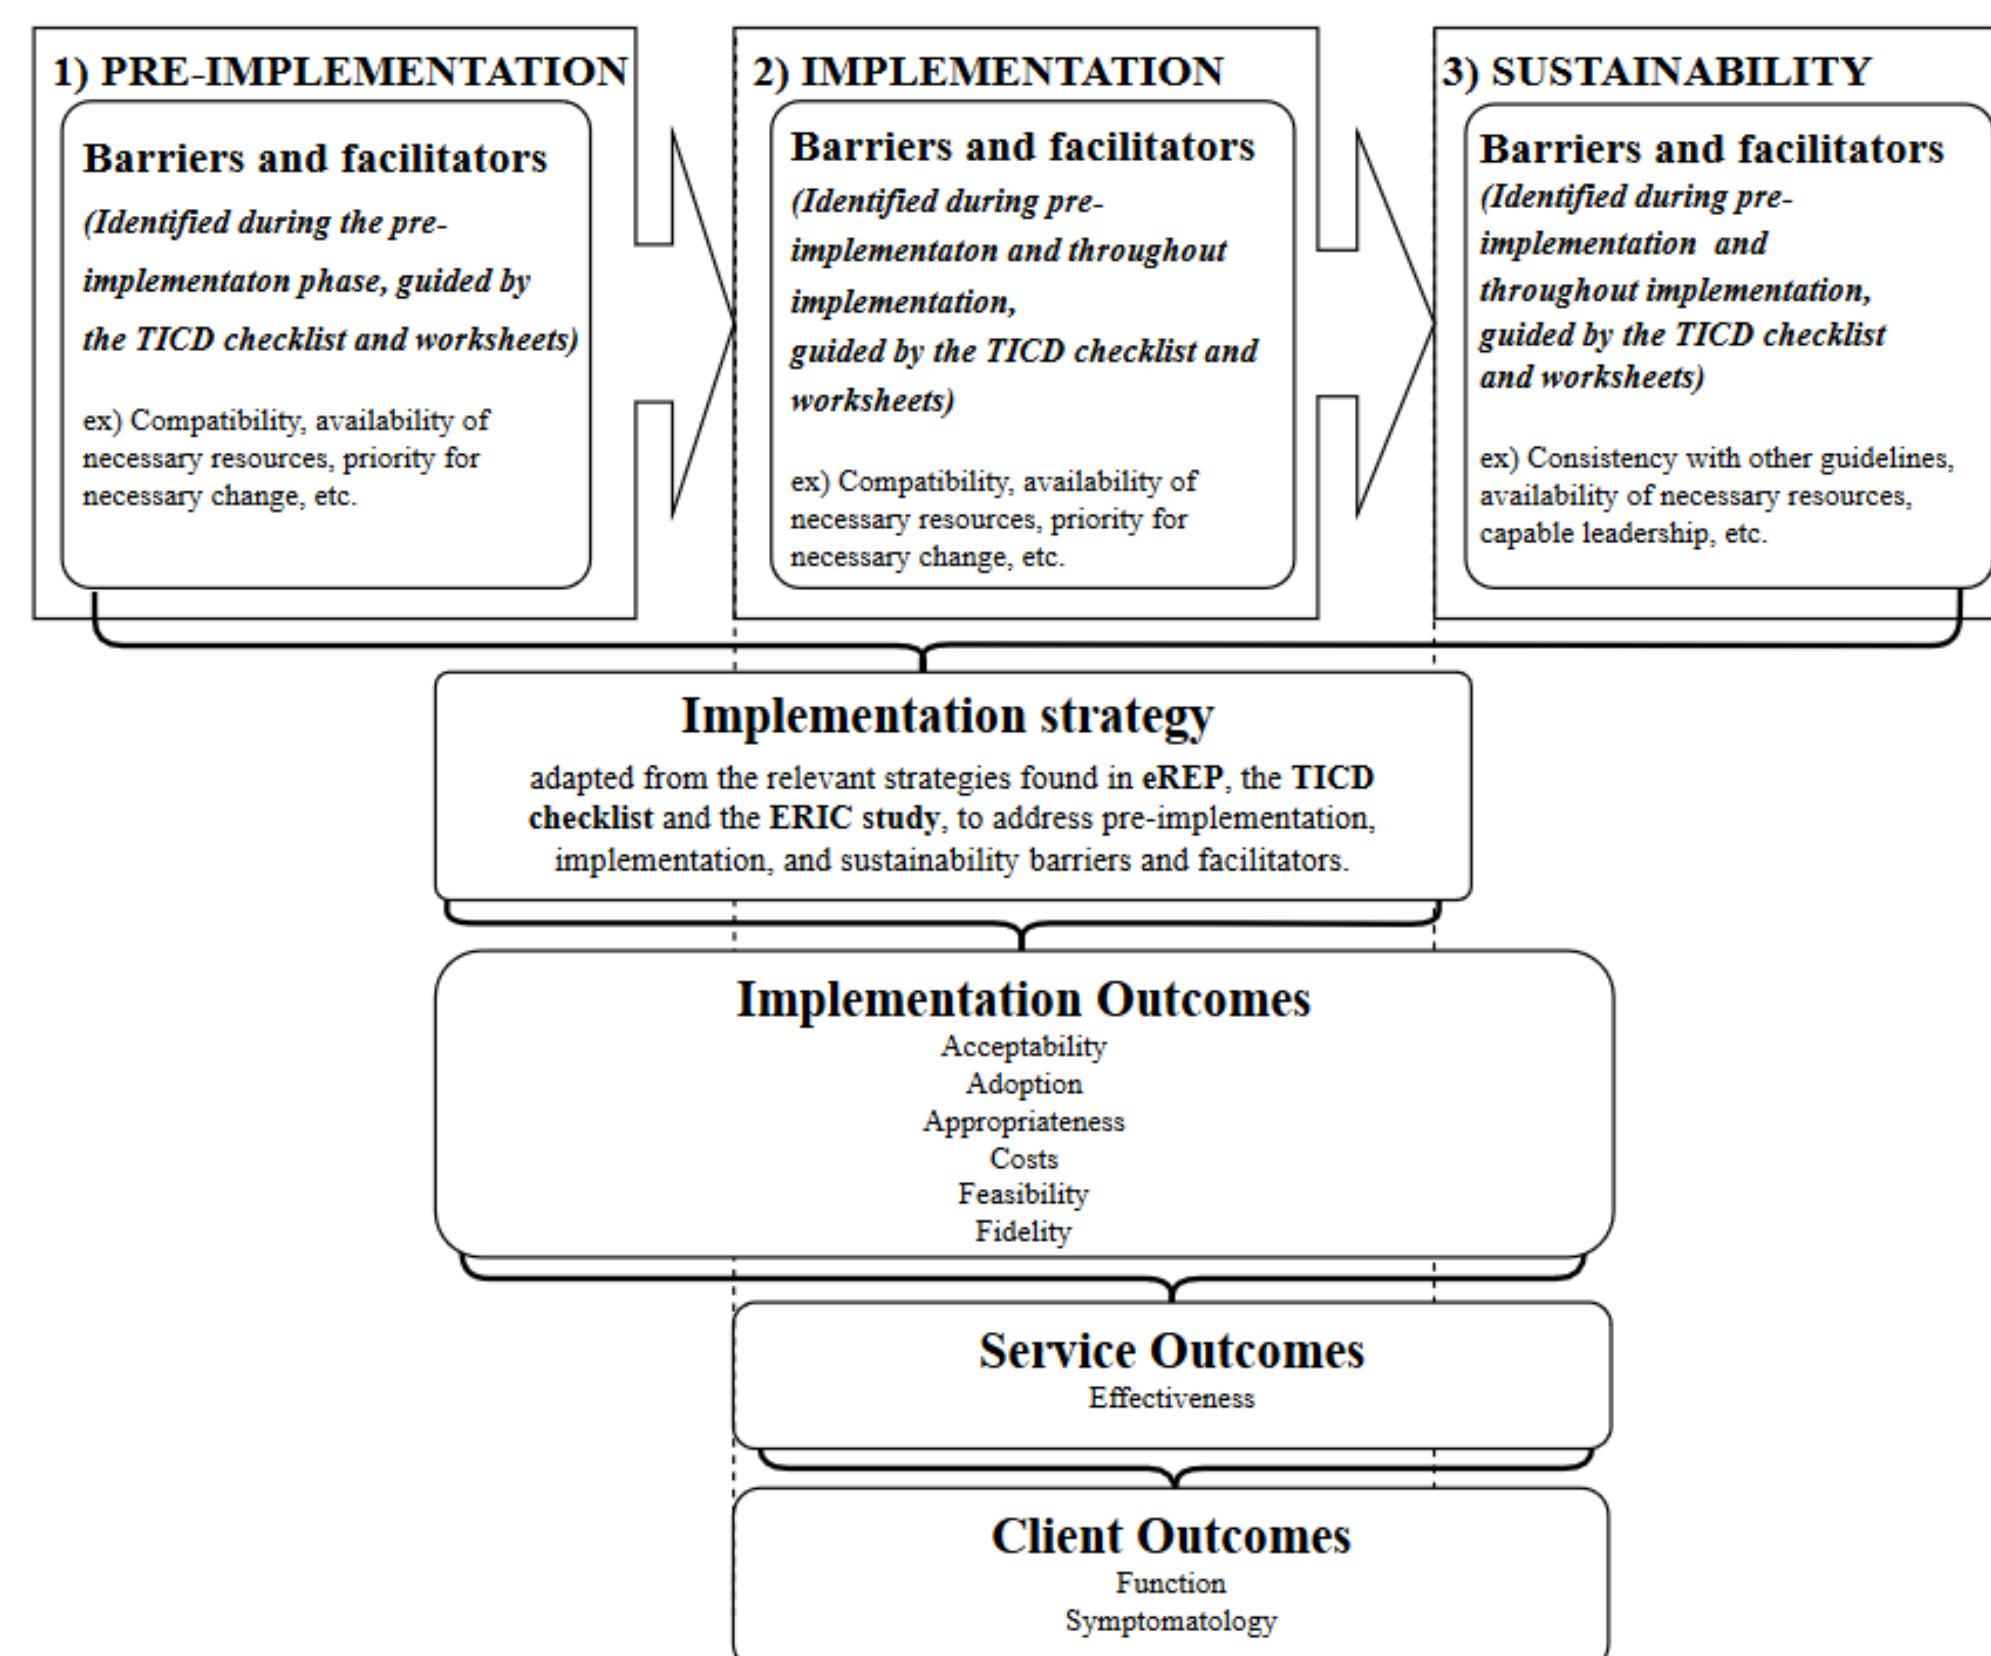 1) PRE-IMPLEMENTATION
Barriers and facilitators
(Identified during the pre-
implementaton phase, guided by
the TICD checklist and worksheets)
ex) Compatibility, availability of
necessary resources, priority for
necessary change, etc.
2) IMPLEMENTATION
Barriers and facilitators
(Identified during pre-
implementaton and throughout
implementation,
guided by the TICD checklist and
worksheets)
ex) Compatibility, availability of
necessary resources, priority for
necessary change, etc.
3) SUSTAINABILITY
Barriers and facilitators
(Identified during pre-
implementation and
throughout implementation,
guided by the TICD checklist
and worksheets)
ex) Consistency with other guidelines,
availability of necessary resources,
capable leadership, etc.
Implementation strategy
adapted from the relevant strategies found in eREP, the TICD
checklist and the ERIC study, to address pre-implementation,
implementation, and sustainability barriers and facilitators.
Implementation Outcomes
Acceptability
Adoption
Appropriateness
Costs
Feasibility
Fidelity
Service Outcomes
Effectiveness
Client Outcomes
Function
Symptomatology